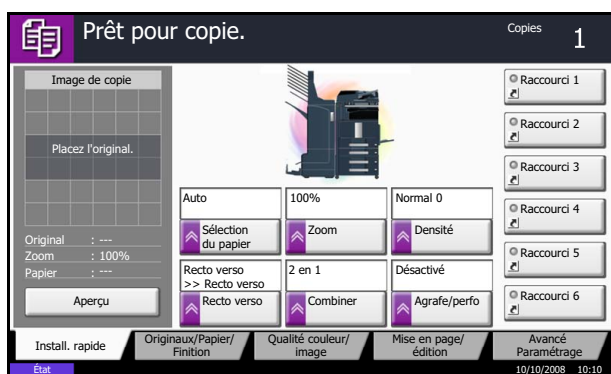 Prêt pour copie.
Copies
1
Image de copie
Placez l'original.
Original : ---
Zoom : 100%
Papier : ---
Aperçu
Auto
Sélection
du papier
100%
Zoom
Normal 0
Densité
Recto verso
>> Recto verso
Recto verso
2 en 1
Combiner
Désactivé
Agrafe/perfo
Raccourci 1
Raccourci 2
Raccourci 3
Raccourci 4
Raccourci 5
Raccourci 6
Install. rapide
Originaux/Papier/
Finition
Qualité couleur/
image
Mise en page/
édition
Avancé
Paramétrage
État
10/10/2008 10:10